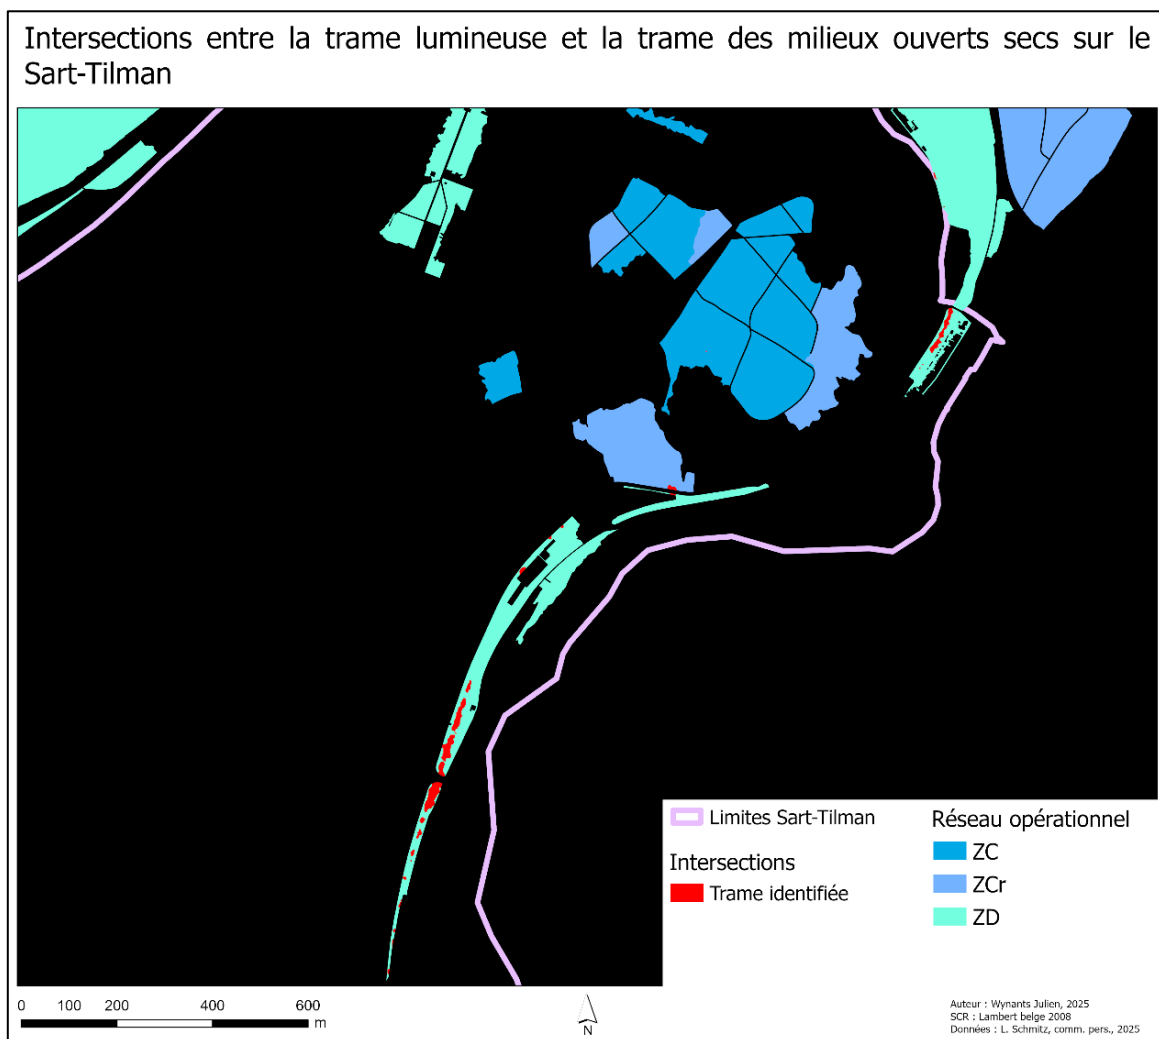 Intersections entre la trame lumineuse et la trame des milieux ouverts secs sur le
Sart-Tilman
Limites Sart-Tilman
Intersections
Trame identifiée
Réseau opérationnel
ZC
ZCr
ZD
0 100 200 400 600
m
N
Auteur : Wynants Julien, 2025
SCR : Lambert belge 2008
Données : L. Schmitz, comm. pers., 2025